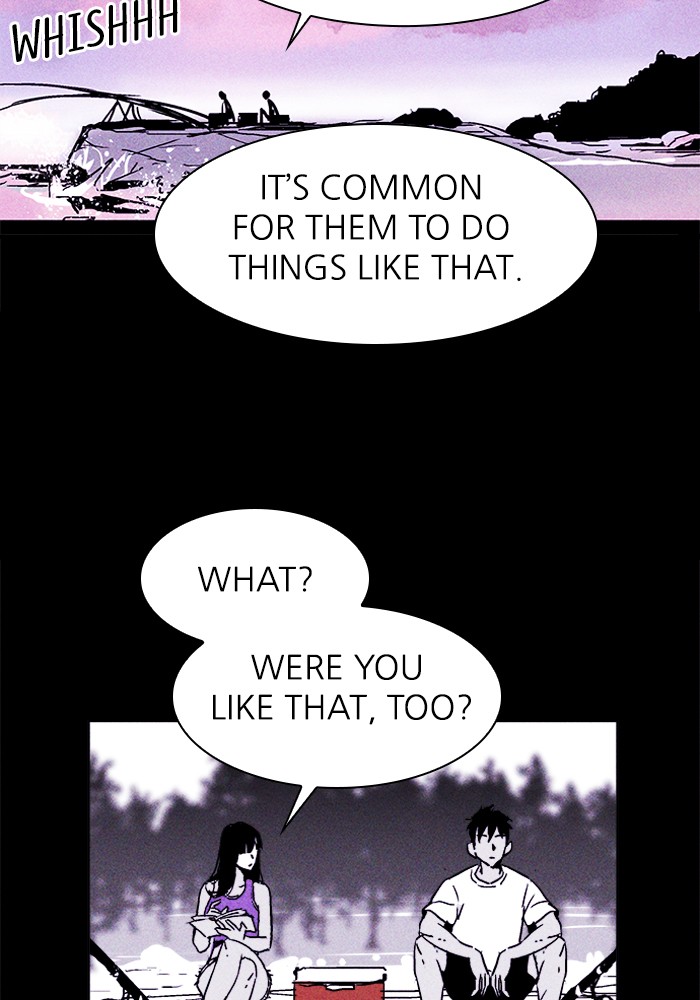 WHISHHH
IT'S COMMON
FOR THEM TO DO
THINGS LIKE THAT.
WHAT?
WERE YOU
LIKE THAT, TOO?